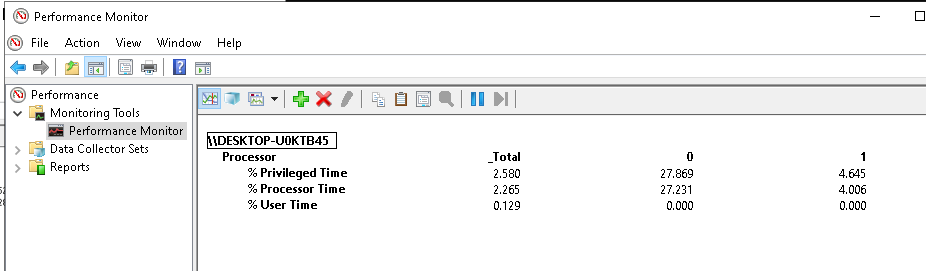 Performance Monitor
File Action View Window Help
Performance
Monitoring Tools
Performance Monitor
Data Collector Sets
Reports
\\DESKTOP-U0KTB45
Processor _Total 0 1
% Privileged Time 2.580 27.869 4.645
% Processor Time 2.265 27.231 4.006
% User Time 0.129 0.000 0.000